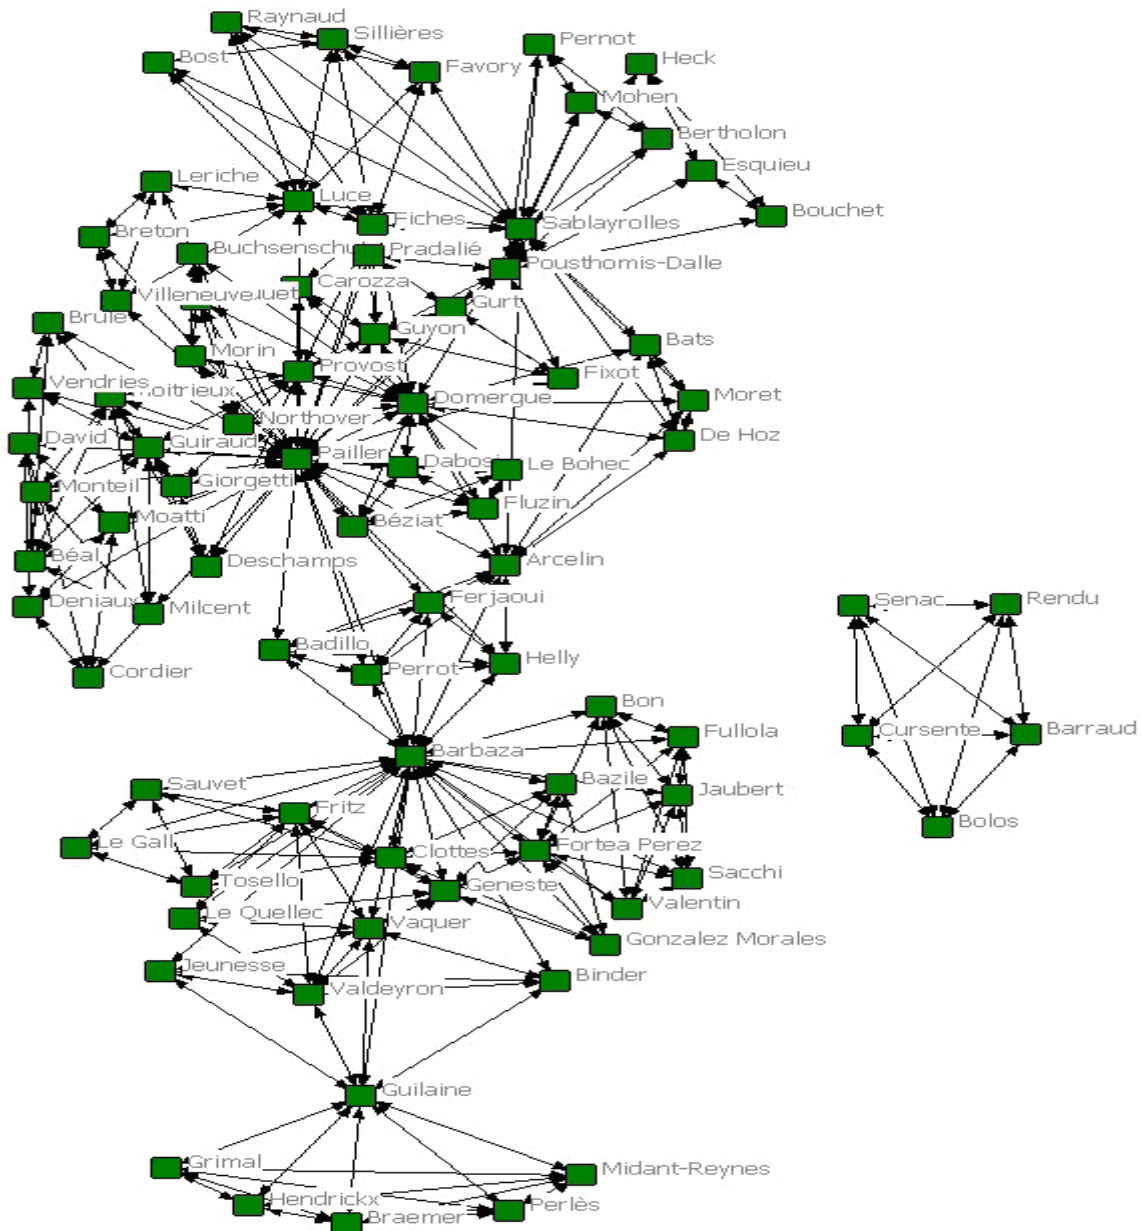 Raynaud
Sillières
Pernot
Bost
Heck
Favory
Mohen
Bertholon
Esquieu
Leriche
Luce
Bouchet
Fiches
Sablayrolles
Breton
Buchsenschut
Pradalié
Pousthomis-Dalle
Carozza
Villeneuve
uet
Gurt
Brule
Guyon
Bats
Morin
Provost
Fixot
Vendries
oitrieux
Domergue
Moret
Northover
David
Guiraud
Pailler
De Hoz
Dabosi
Le Bohec
Monteil
Giorgetti
Fluzin
Moatti
Béziat
Béal
Deschamps
Arcelin
Deniaux
Milcent
Ferjaoui
Senac
Rendu
Badillo
Cordier
Perrot
Helly
Bon
Barbaza
Fullola
Cursente
Barraud
Sauvet
Bazile
Jaubert
Fritz
Bolos
Le Gall
Clottes
Fortea Perez
Tosello
Geneste
Sacchi
Le Quellec
Valentin
Vaquer
Gonzalez Morales
Jeunesse
Binder
Valdeyron
Guilaine
Grimal
Midant-Reynes
Hendrickx
Perlès
Braemer